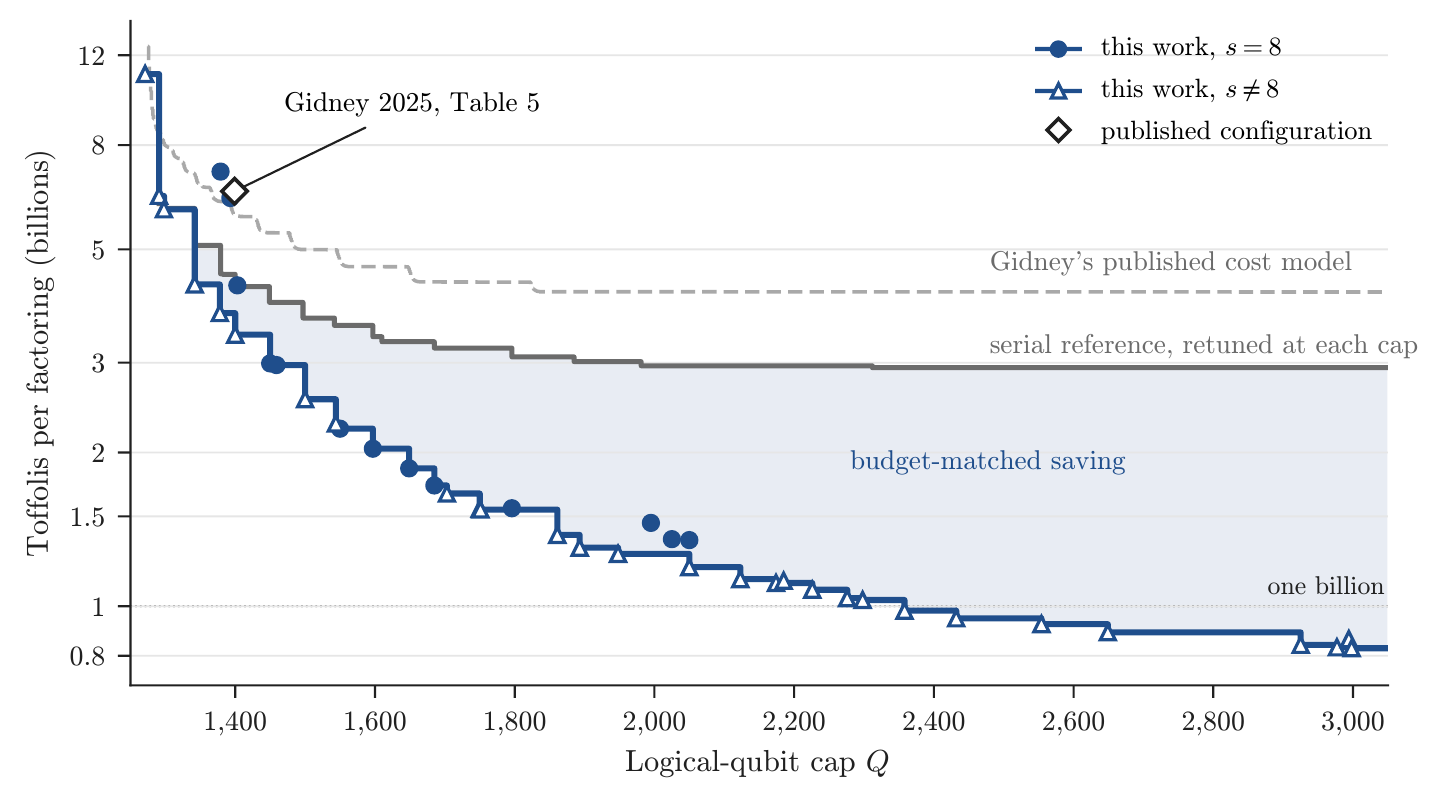 12
8
5
3
2
1.5
1
0.8
Toffolis per factoring (billions)
Gidney 2025, Table 5
this work, s = 8
this work, s ≠ 8
published configuration
Gidney's published cost model
serial reference, retuned at each cap
budget-matched saving
one billion
1,400 1,600 1,800 2,000 2,200 2,400 2,600 2,800 3,000
Logical-qubit cap Q